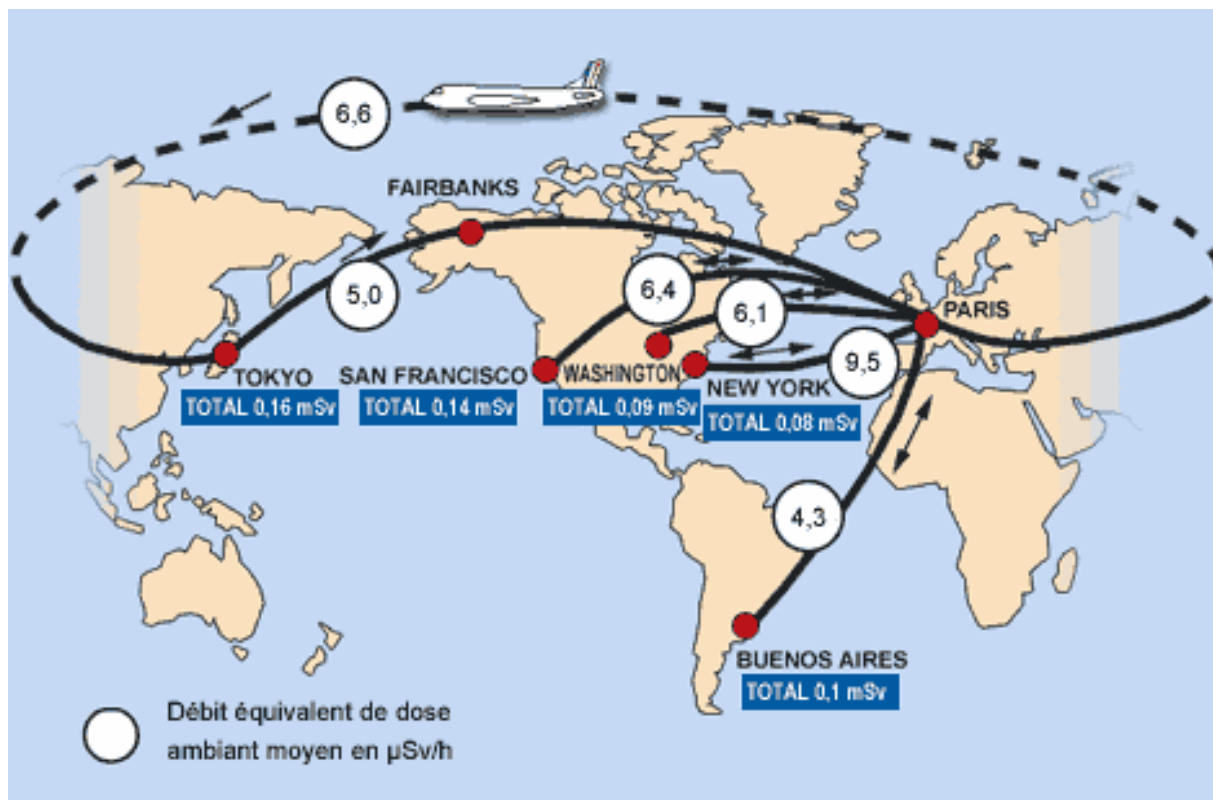 6,6
FAIRBANKS
5,0
6,4
6,1
PARIS
9,5
TOKYO
TOTAL 0,16 mSv
SAN FRANCISCO
TOTAL 0,14 mSv
WASHINGTON
TOTAL 0,09 mSv
NEW YORK
TOTAL 0,08 mSv
4,3
BUENOS AIRES
TOTAL 0,1 mSv
Débit équivalent de dose
ambiant moyen en µSv/h